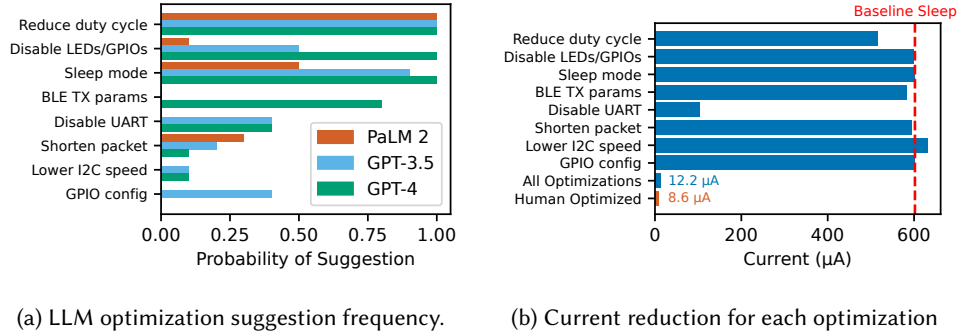 Reduce duty cycle
Disable LEDs/GPIOs
Sleep mode
BLE TX params
Disable UART
Shorten packet
Lower I2C speed
GPIO config
PaLM 2
GPT-3.5
GPT-4
0.00 0.25 0.50 0.75 1.00
Probability of Suggestion
(a) LLM optimization suggestion frequency.
Baseline Sleep
Reduce duty cycle
Disable LEDs/GPIOs
Sleep mode
BLE TX params
Disable UART
Shorten packet
Lower I2C speed
GPIO config
All Optimizations 12.2 μA
Human Optimized 8.6 μA
0 200 400 600
Current (μA)
(b) Current reduction for each optimization